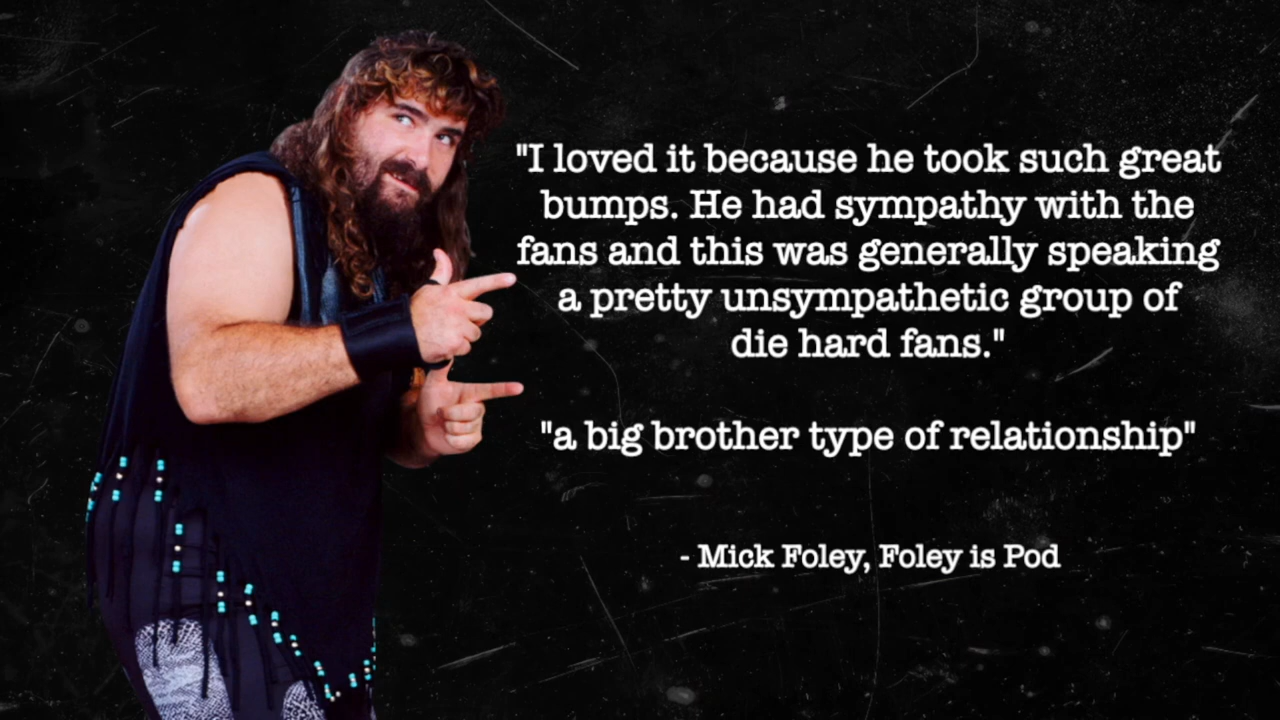 "I loved it because he took such great
bumps. He had sympathy with the
fans and this was generally speaking
a pretty unsympathetic group of
die hard fans."
"a big brother type of relationship"
- Mick Foley, Foley is Pod